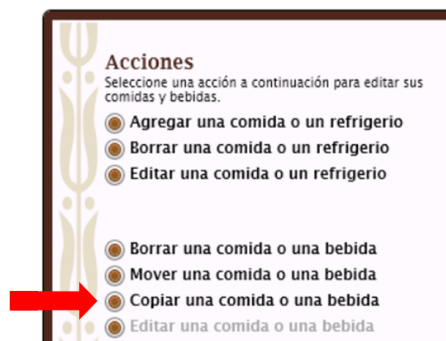 Acciones
Seleccione una acción a continuación para editar sus
comidas y bebidas.
Agregar una comida o un refrigerio
Borrar una comida o un refrigerio
Editar una comida o un refrigerio
Borrar una comida o una bebida
Mover una comida o una bebida
Copiar una comida o una bebida
Editar una comida o una bebida